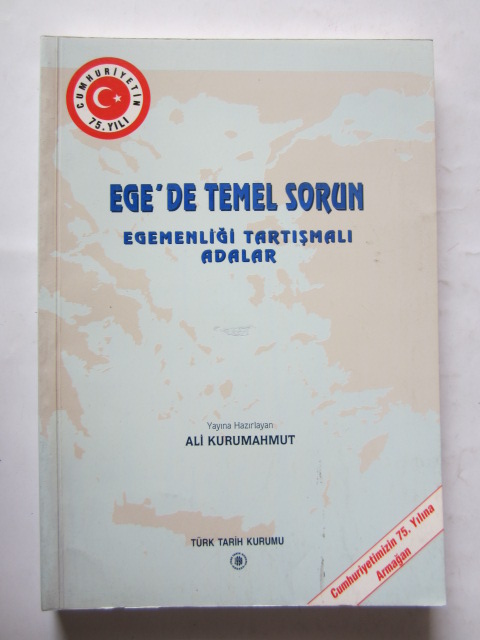 CUMHURİYETİN
75. YILI
EGE'DE TEMEL SORUN
EGEMENLİĞİ TARTIŞMALI
ADALAR
Yayına Hazırlayan
ALİ KURUMAHMUT
TÜRK TARİH KURUMU
Cumhuriyetimizin 75. Yılına
Armağan